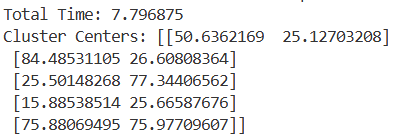 Total Time: 7.796875
Cluster Centers: [[50.6362169  25.12703208]
 [84.48531105 26.60808364]
 [25.50148268 77.34406562]
 [15.88538514 25.66587676]
 [75.88069495 75.97709607]]